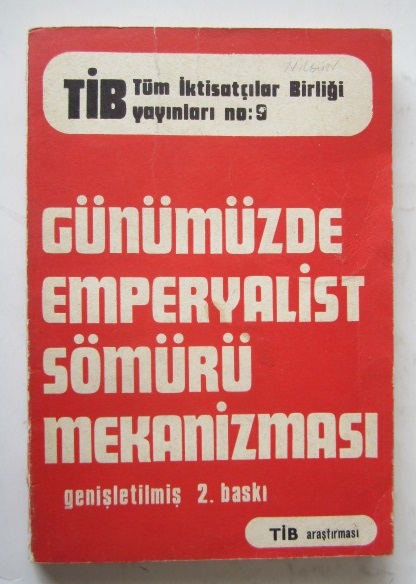 TİB Tüm İktisatçılar Birliği
yayınları no:9
GÜNÜMÜZDE
EMPERYALİST
SÖMÜRÜ
MEKANİZMASI
genişletilmiş 2. baskı
TİB araştırması